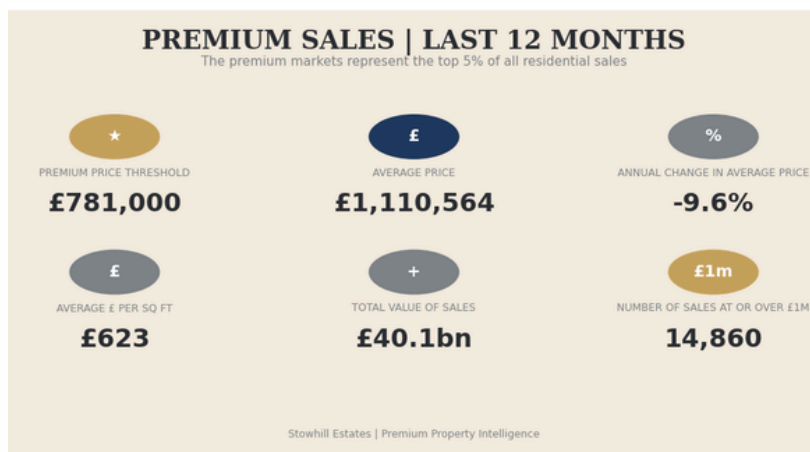 PREMIUM SALES | LAST 12 MONTHS
The premium markets represent the top 5% of all residential sales
★ £ %
PREMIUM PRICE THRESHOLD AVERAGE PRICE ANNUAL CHANGE IN AVERAGE PRICE
£781,000 £1,110,564 -9.6%
£ + £1m
AVERAGE £ PER SQ FT TOTAL VALUE OF SALES NUMBER OF SALES AT OR OVER £1M
£623 £40.1bn 14,860
Stowhill Estates | Premium Property Intelligence